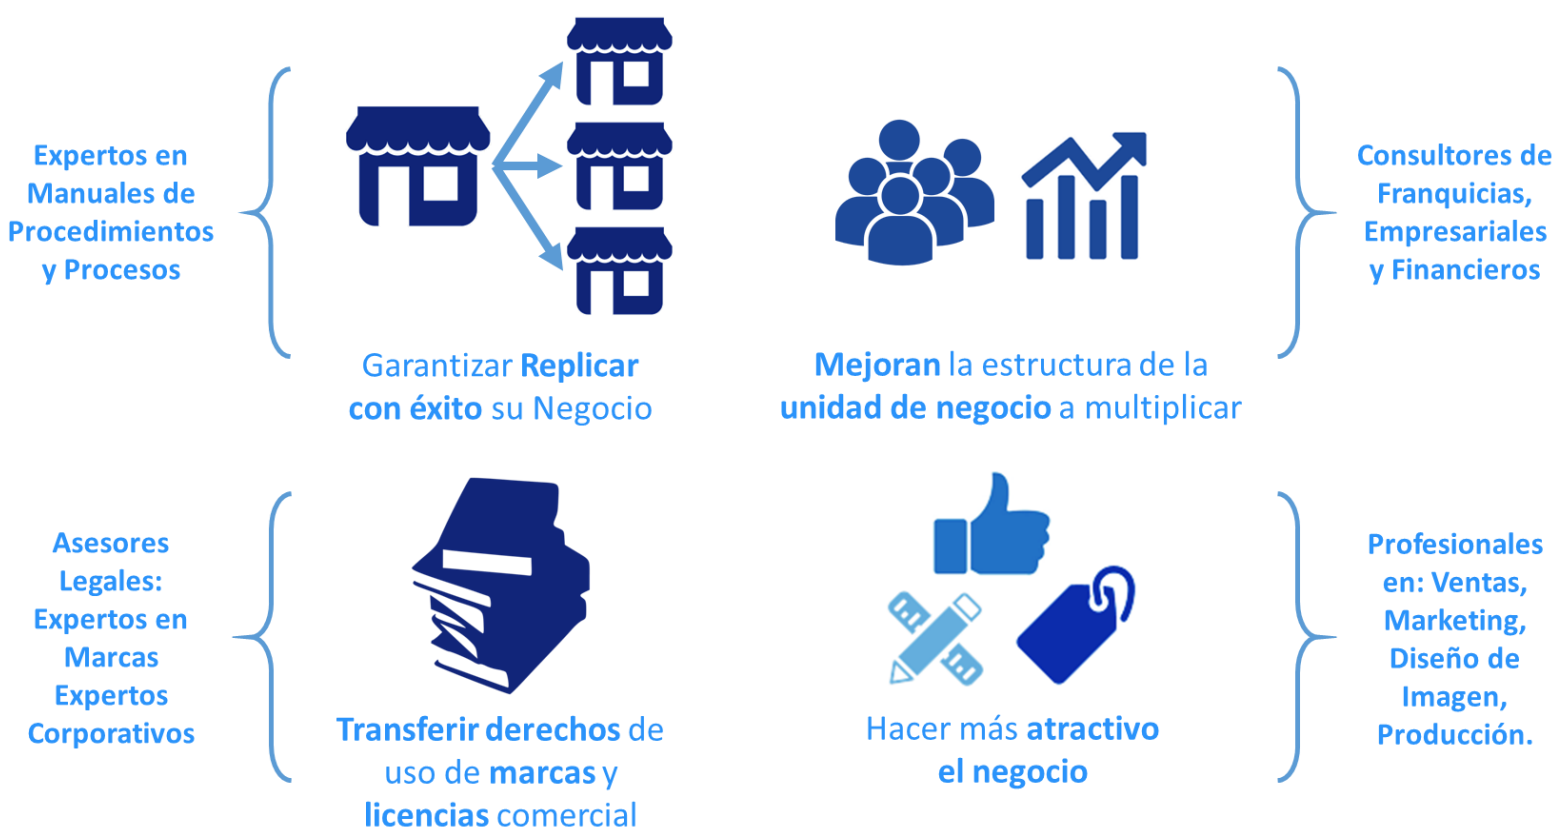 Expertos en
Manuales de
Procedimientos
y Procesos
Garantizar Replicar
con éxito su Negocio
Mejoran la estructura de la
unidad de negocio a multiplicar
Consultores de
Franquicias,
Empresariales
y Financieros
Asesores
Legales:
Expertos en
Marcas
Expertos
Corporativos
Transferir derechos de
uso de marcas y
licencias comercial
Hacer más atractivo
el negocio
Profesionales
en: Ventas,
Marketing,
Diseño de
Imagen,
Producción.